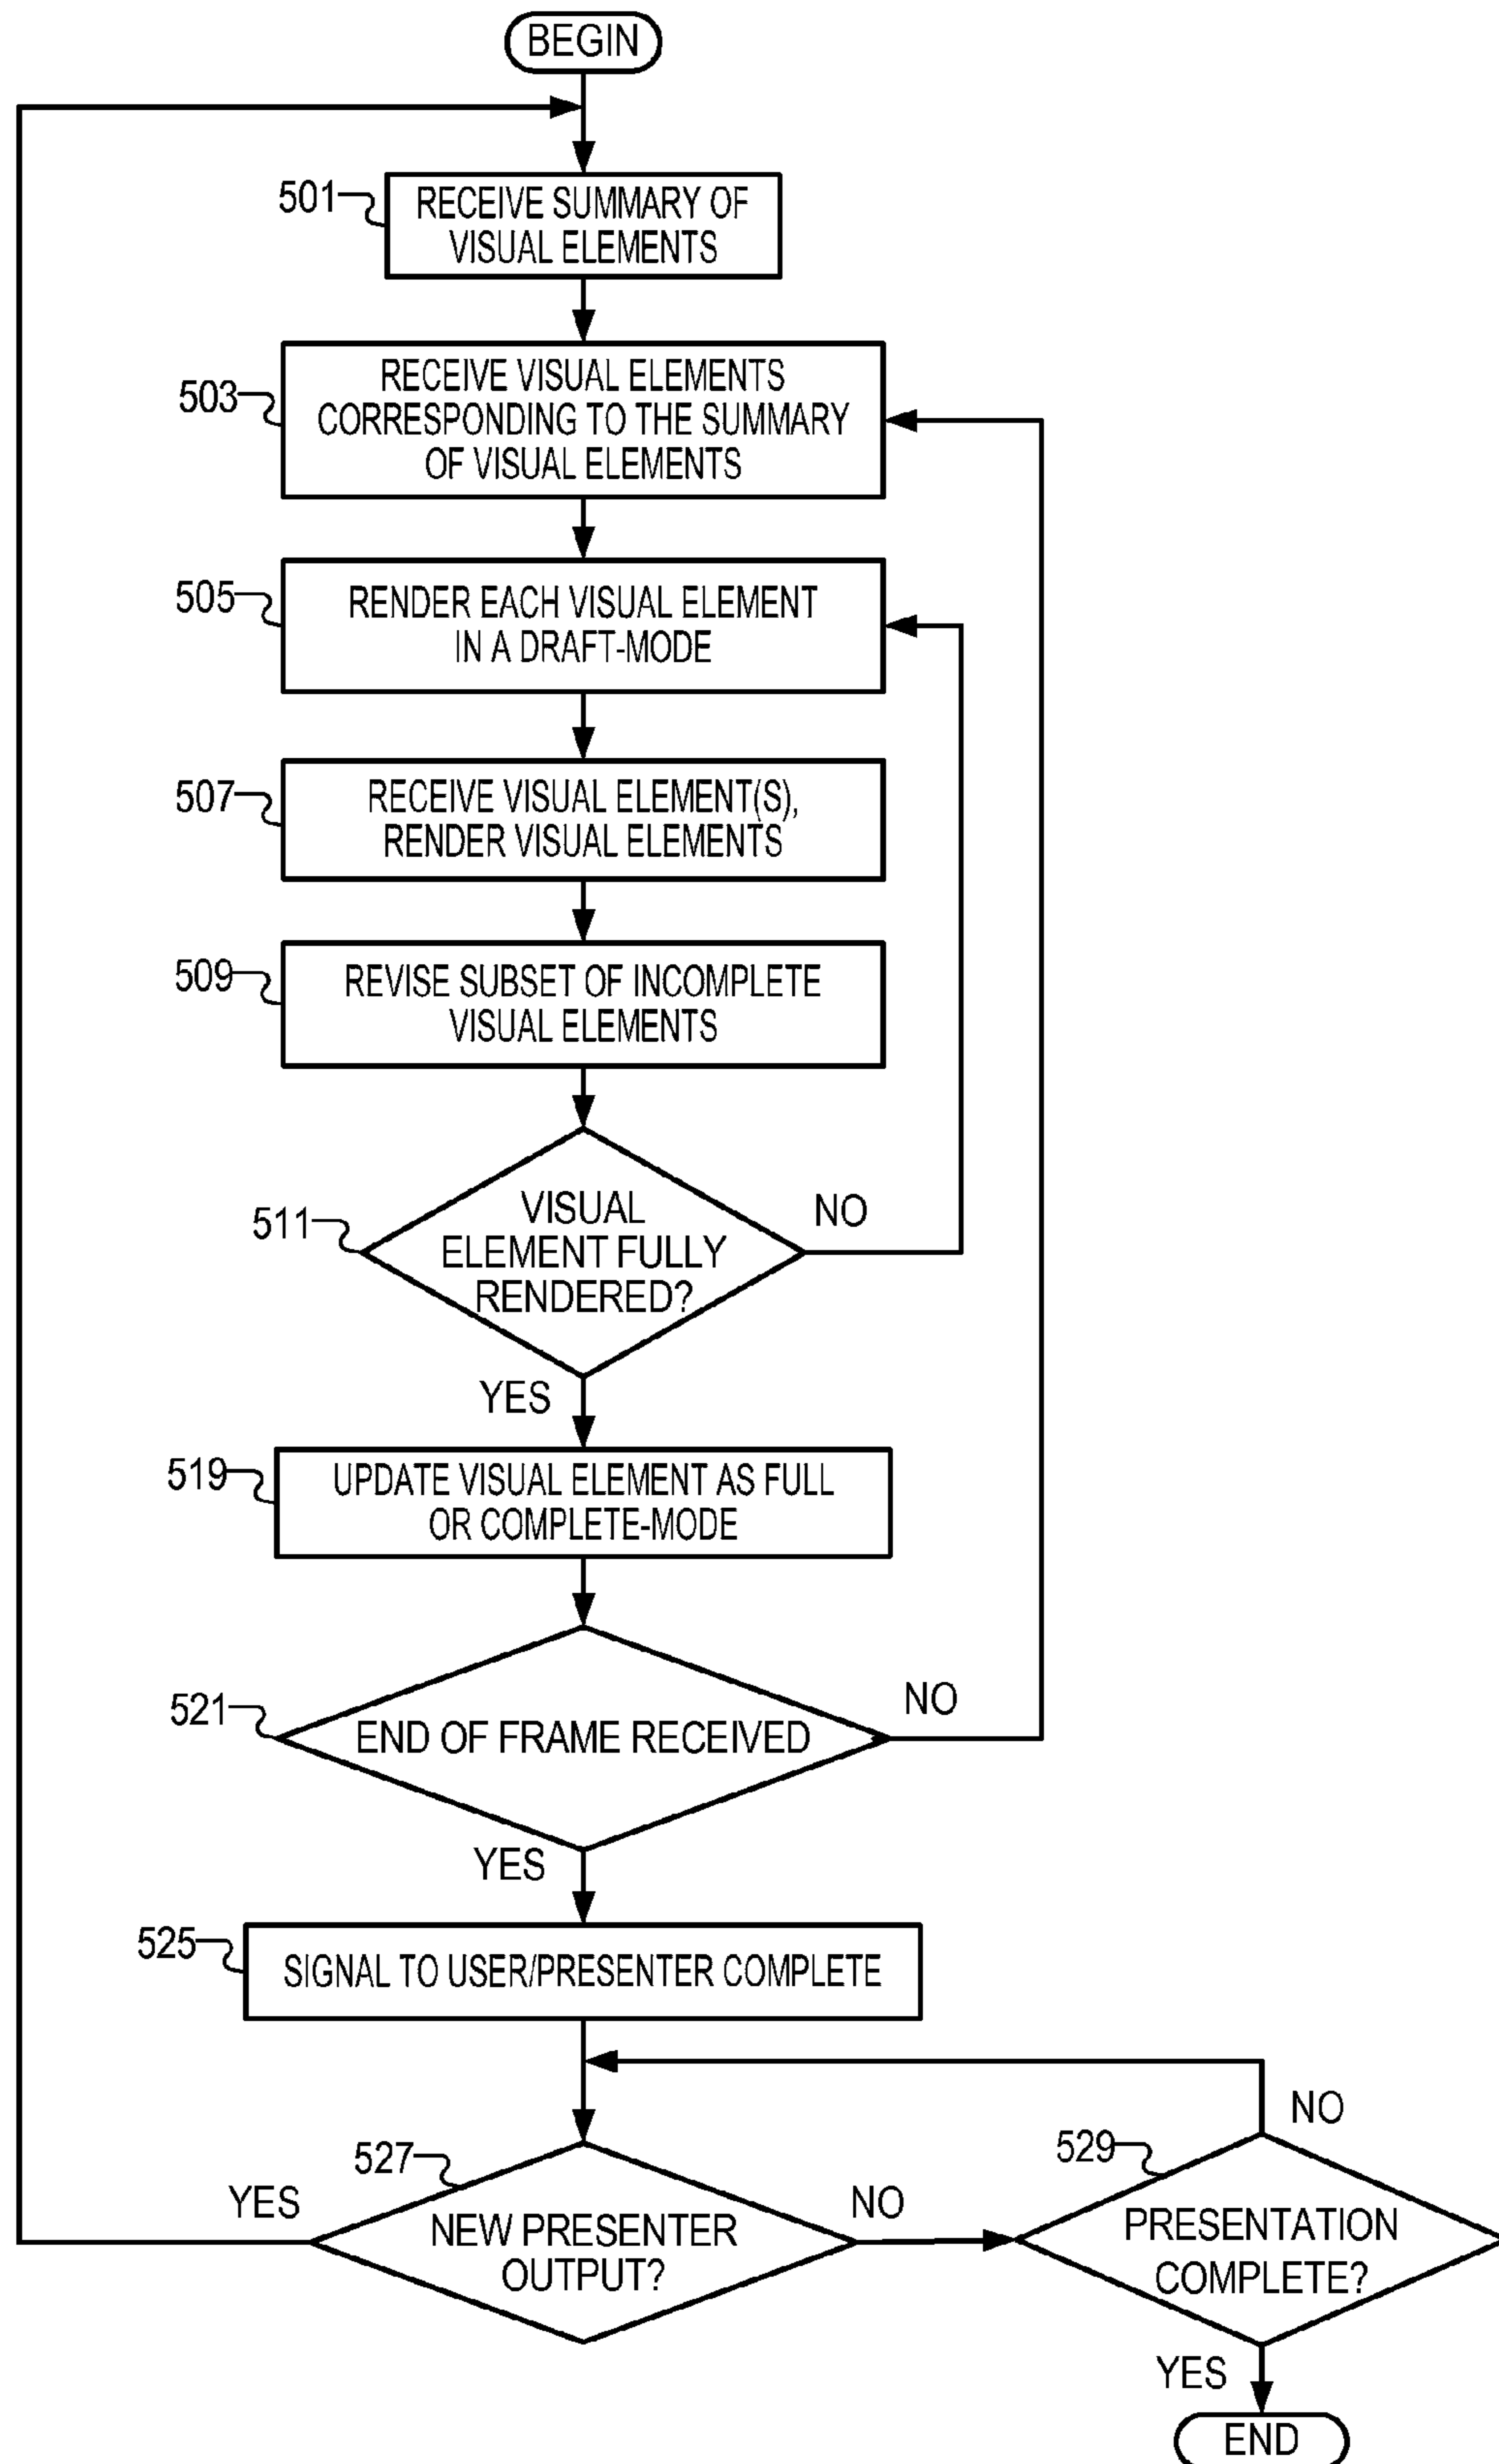 BEGIN
501
RECEIVE SUMMARY OF
VISUAL ELEMENTS
503
RECEIVE VISUAL ELEMENTS
CORRESPONDING TO THE SUMMARY
OF VISUAL ELEMENTS
505
RENDER EACH VISUAL ELEMENT
IN A DRAFT-MODE
507
RECEIVE VISUAL ELEMENT(S),
RENDER VISUAL ELEMENTS
509
REVISE SUBSET OF INCOMPLETE
VISUAL ELEMENTS
511
VISUAL
ELEMENT FULLY
RENDERED?
NO
YES
519
UPDATE VISUAL ELEMENT AS FULL
OR COMPLETE-MODE
521
END OF FRAME RECEIVED
NO
YES
525
SIGNAL TO USER/PRESENTER COMPLETE
527
NEW PRESENTER
OUTPUT?
YES
NO
529
PRESENTATION
COMPLETE?
NO
YES
END